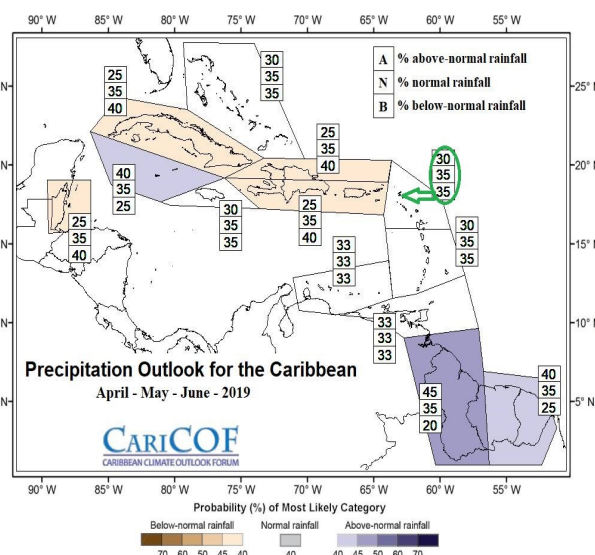 90° W 85° W 80° W 75° W 70° W 65° W 60° W 55° W
A % above-normal rainfall
N % normal rainfall
B % below-normal rainfall
N 25° N
N 20° N
N 15° N
N 10° N
N 5° N
30
35
35
25
35
40
25
35
40
30
35
35
40
35
25
25
35
40
30
35
35
25
35
40
30
35
35
33
33
33
33
33
33
45
35
20
40
35
25
Precipitation Outlook for the Caribbean
April - May - June - 2019
CARICOF
CARIBBEAN CLIMATE OUTLOOK FORUM
90° W 85° W 80° W 75° W 70° W 65° W 60° W 55° W
Probability (%) of Most Likely Category
Below-normal rainfall Normal rainfall Above-normal rainfall
70 60 50 45 40 40 40 45 50 60 70